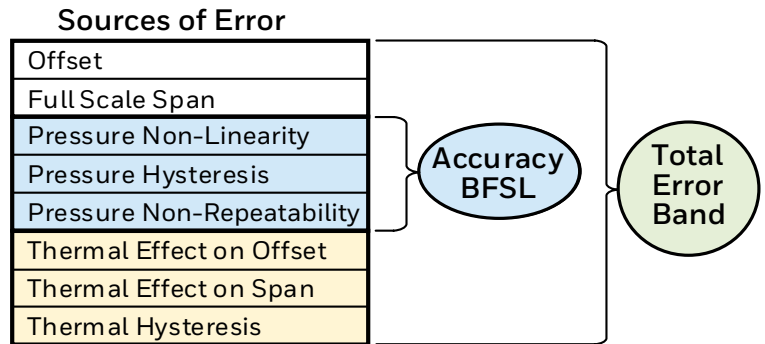 Sources of Error
Offset
Full Scale Span
Pressure Non-Linearity
Pressure Hysteresis
Pressure Non-Repeatability
Thermal Effect on Offset
Thermal Effect on Span
Thermal Hysteresis
Accuracy
BFSL
Total
Error
Band